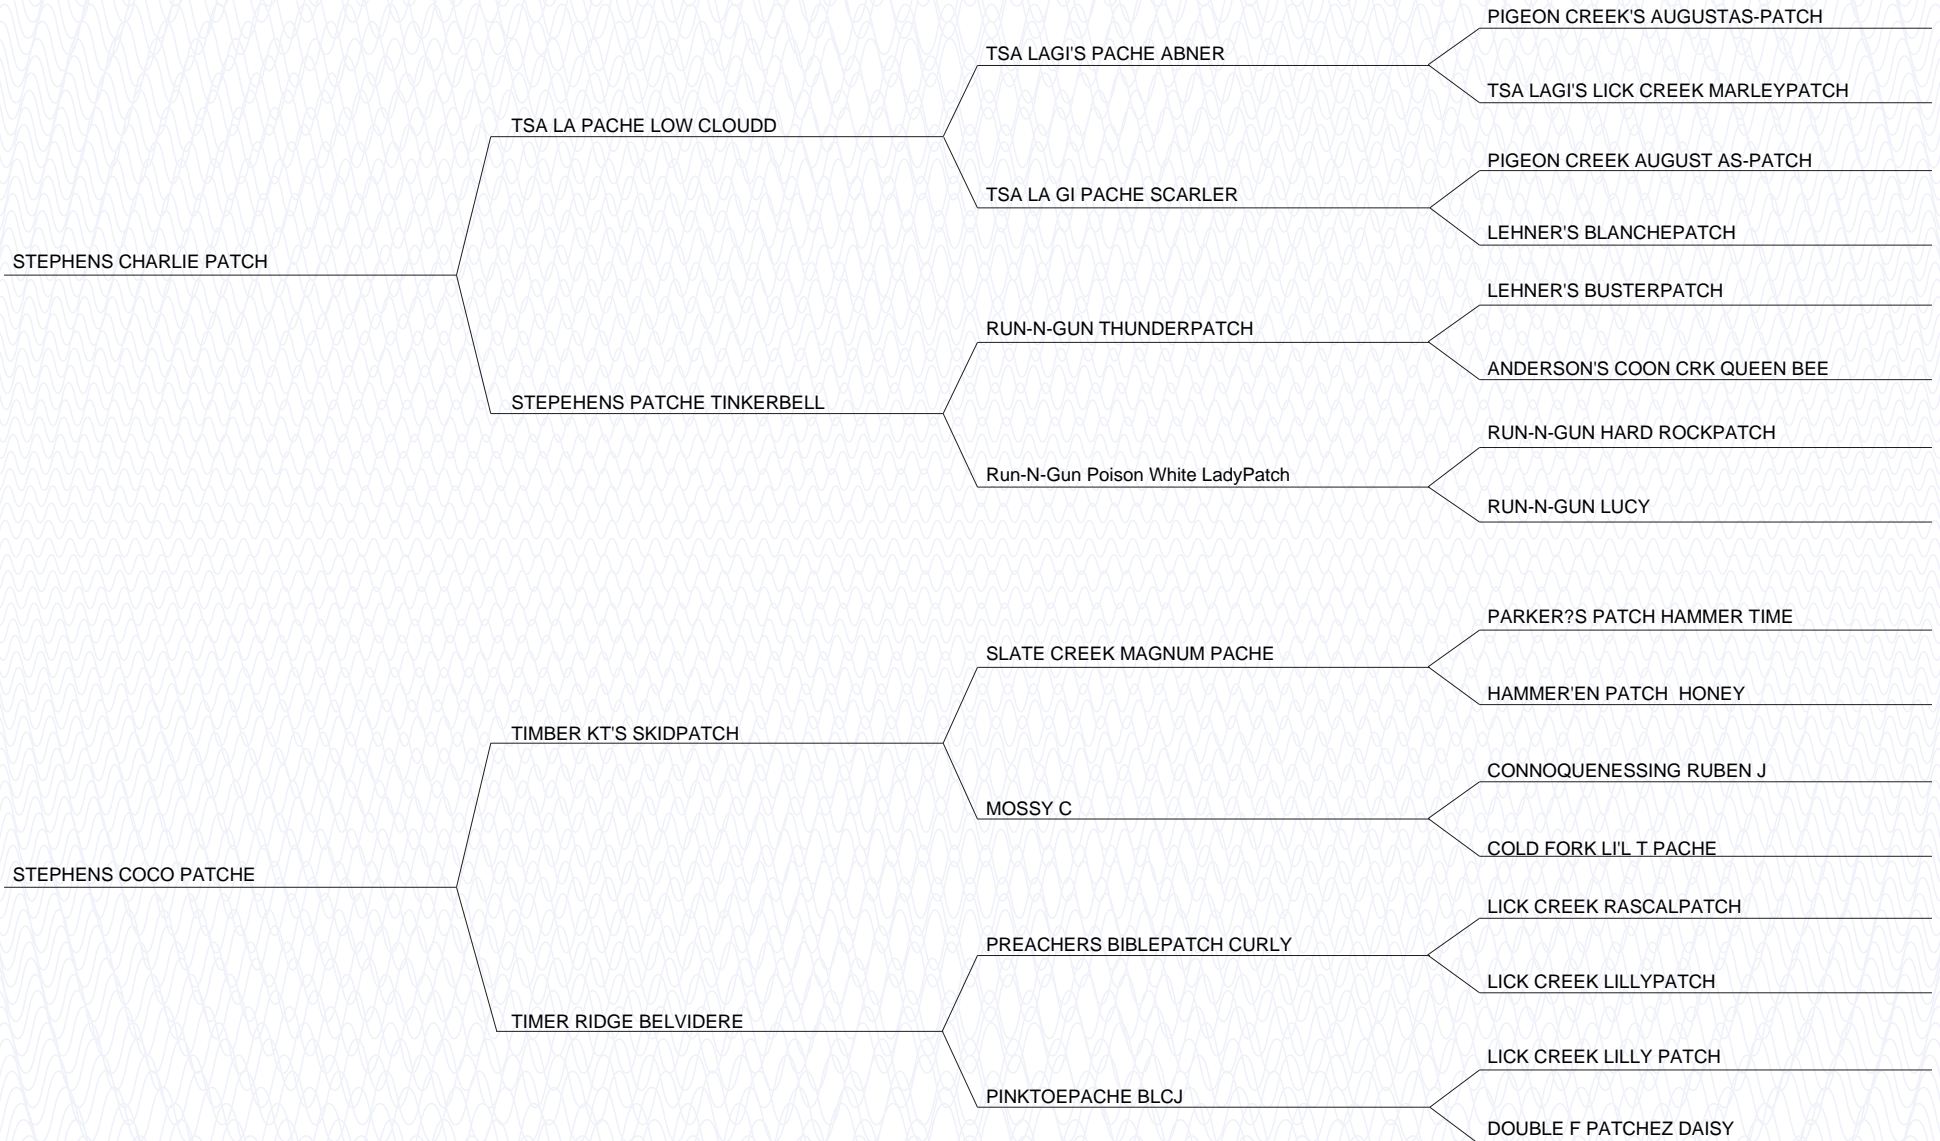 PIGEON CREEK'S AUGUSTAS-PATCH
TSA LAGI'S PACHE ABNER
TSA LAGI'S LICK CREEK MARLEYPATCH
TSA LA PACHE LOW CLOUDD
PIGEON CREEK AUGUST AS-PATCH
TSA LA GI PACHE SCARLER
LEHNER'S BLANCHEPATCH
STEPHENS CHARLIE PATCH
LEHNER'S BUSTERPATCH
RUN-N-GUN THUNDERPATCH
ANDERSON'S COON CRK QUEEN BEE
STEPEHENS PATCHE TINKERBELL
RUN-N-GUN HARD ROCKPATCH
Run-N-Gun Poison White LadyPatch
RUN-N-GUN LUCY
PARKER?S PATCH HAMMER TIME
SLATE CREEK MAGNUM PACHE
HAMMER'EN PATCH  HONEY
TIMBER KT'S SKIDPATCH
CONNOQUENESSING RUBEN J
MOSSY C
COLD FORK LI'L T PACHE
STEPHENS COCO PATCHE
LICK CREEK RASCALPATCH
PREACHERS BIBLEPATCH CURLY
LICK CREEK LILLYPATCH
TIMER RIDGE BELVIDERE
LICK CREEK LILLY PATCH
PINKTOEPACHE BLCJ
DOUBLE F PATCHEZ DAISY